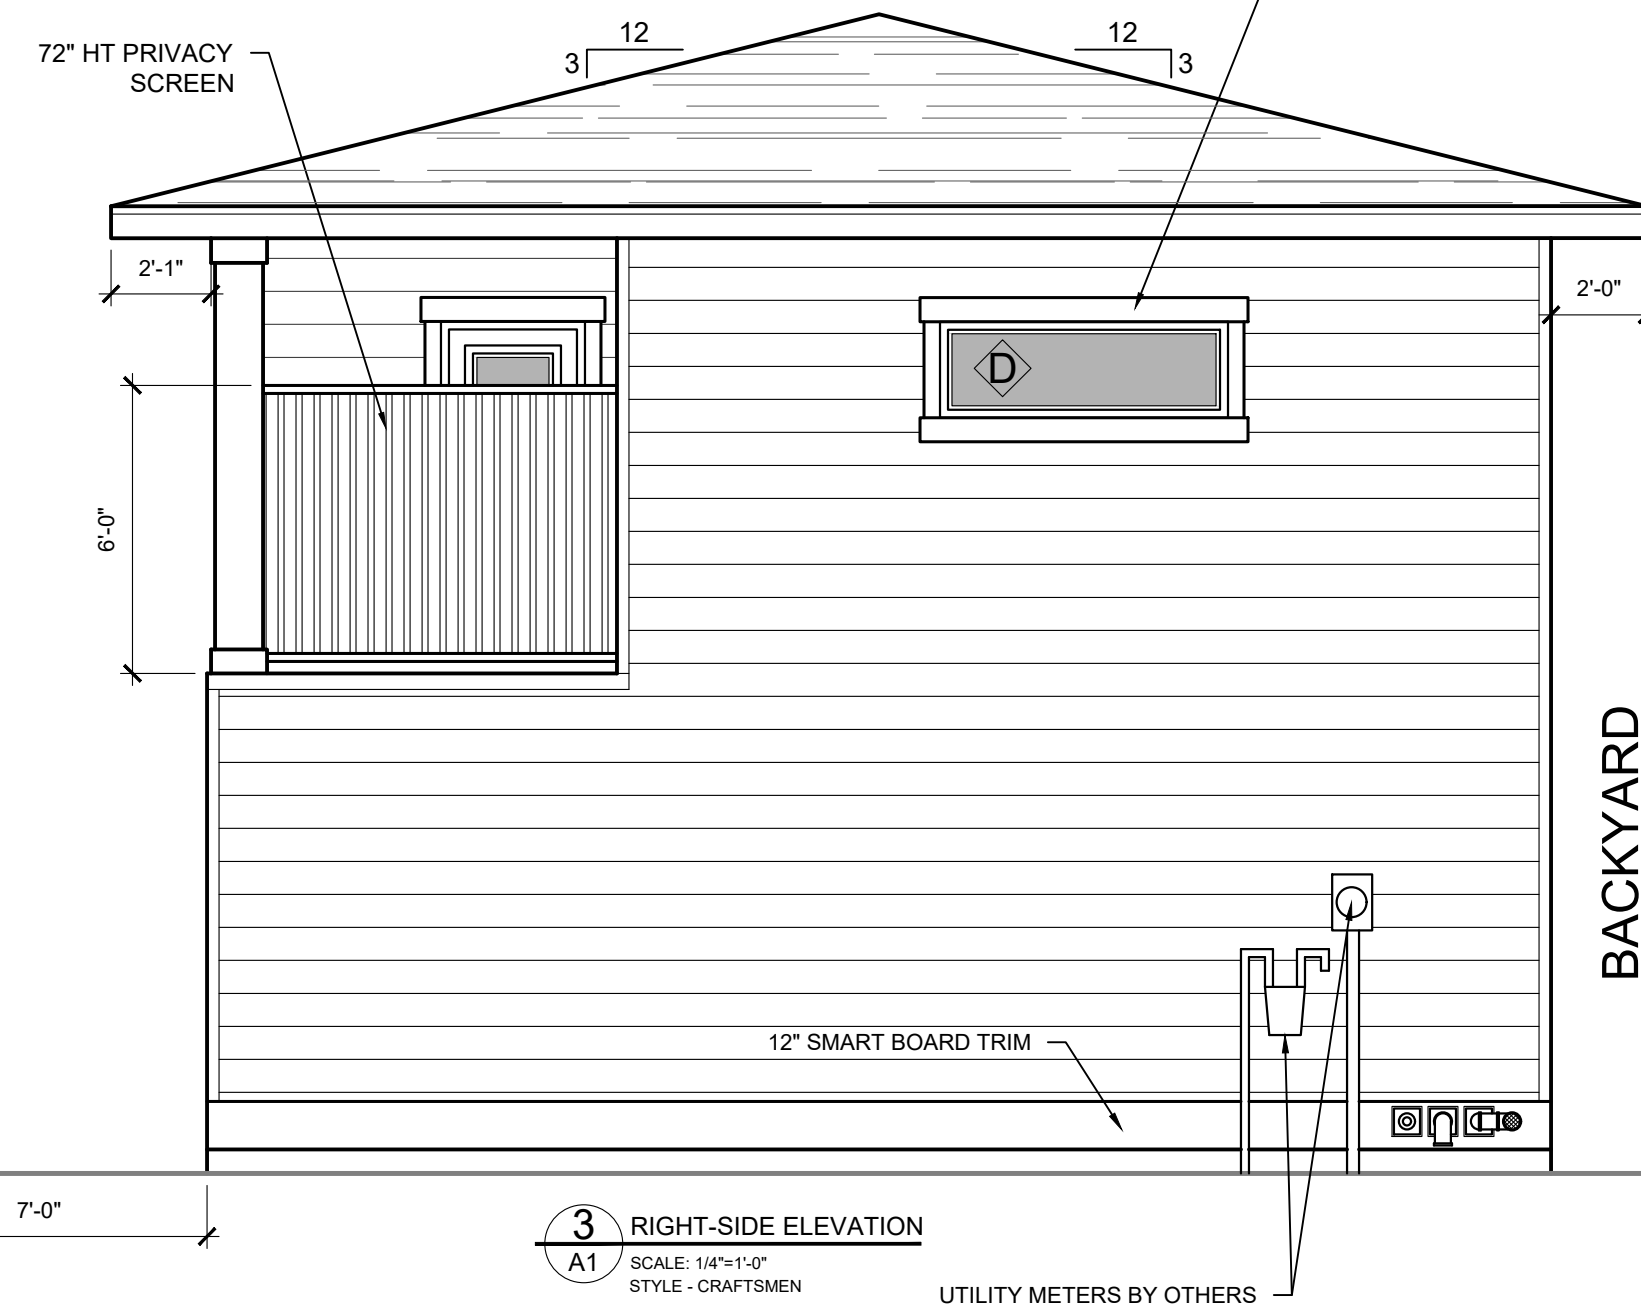 12
12
3
3
72" HT PRIVACY
SCREEN
2'-1"
2'-0"
D
6'-0"
BACKYARD
12" SMART BOARD TRIM
7'-0"
3
RIGHT-SIDE ELEVATION
A1
SCALE: 1/4"=1'-0"
STYLE - CRAFTSMEN
UTILITY METERS BY OTHERS